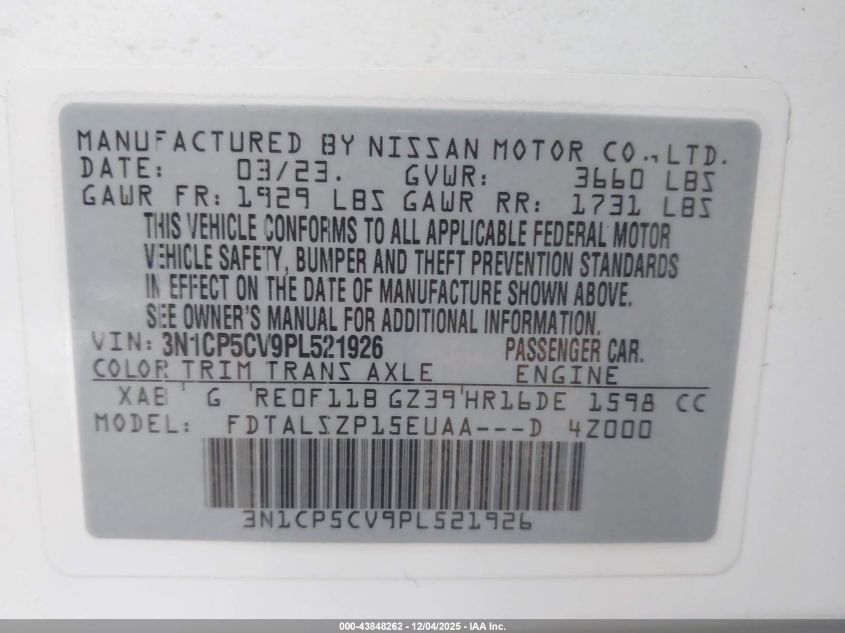 MANUFACTURED BY NISSAN MOTOR CO., LTD.
DATE: 03/23. GVWR: 3660 LBS
GAWR FR: 1929 LBS GAWR RR: 1731 LBS
THIS VEHICLE CONFORMS TO ALL APPLICABLE FEDERAL MOTOR
VEHICLE SAFETY, BUMPER AND THEFT PREVENTION STANDARDS
IN EFFECT ON THE DATE OF MANUFACTURE SHOWN ABOVE.
SEE OWNER'S MANUAL FOR ADDITIONAL INFORMATION.
VIN: 3N1CP5CV9PL521926 PASSENGER CAR.
COLOR TRIM TRANS AXLE ENGINE
XAB G RE0F11B GZ39 HR16DE 1598 CC
MODEL: FDTALSZP15EUAA---D 4Z000
3N1CP5CV9PL521926
000-43848262 - 12/04/2025 - IAA Inc.